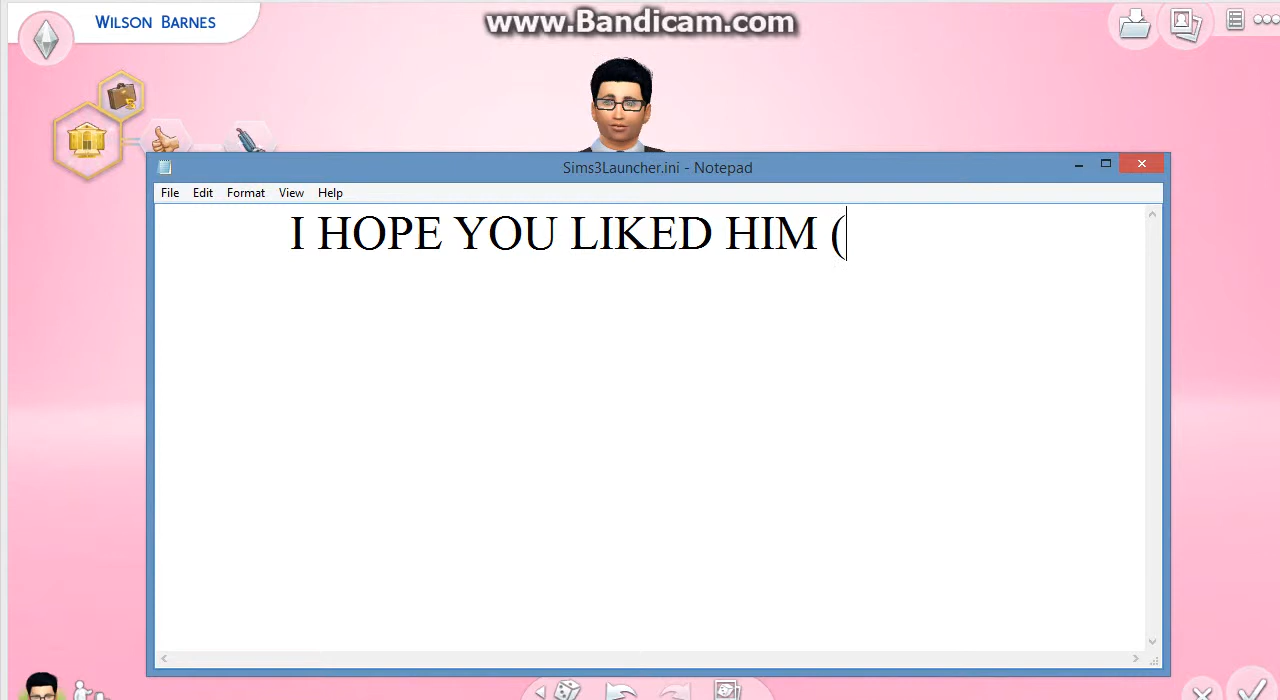 WILSON BARNES
www.Bandicam.com
Sims3Launcher.ini - Notepad
File Edit Format View Help
I HOPE YOU LIKED HIM (